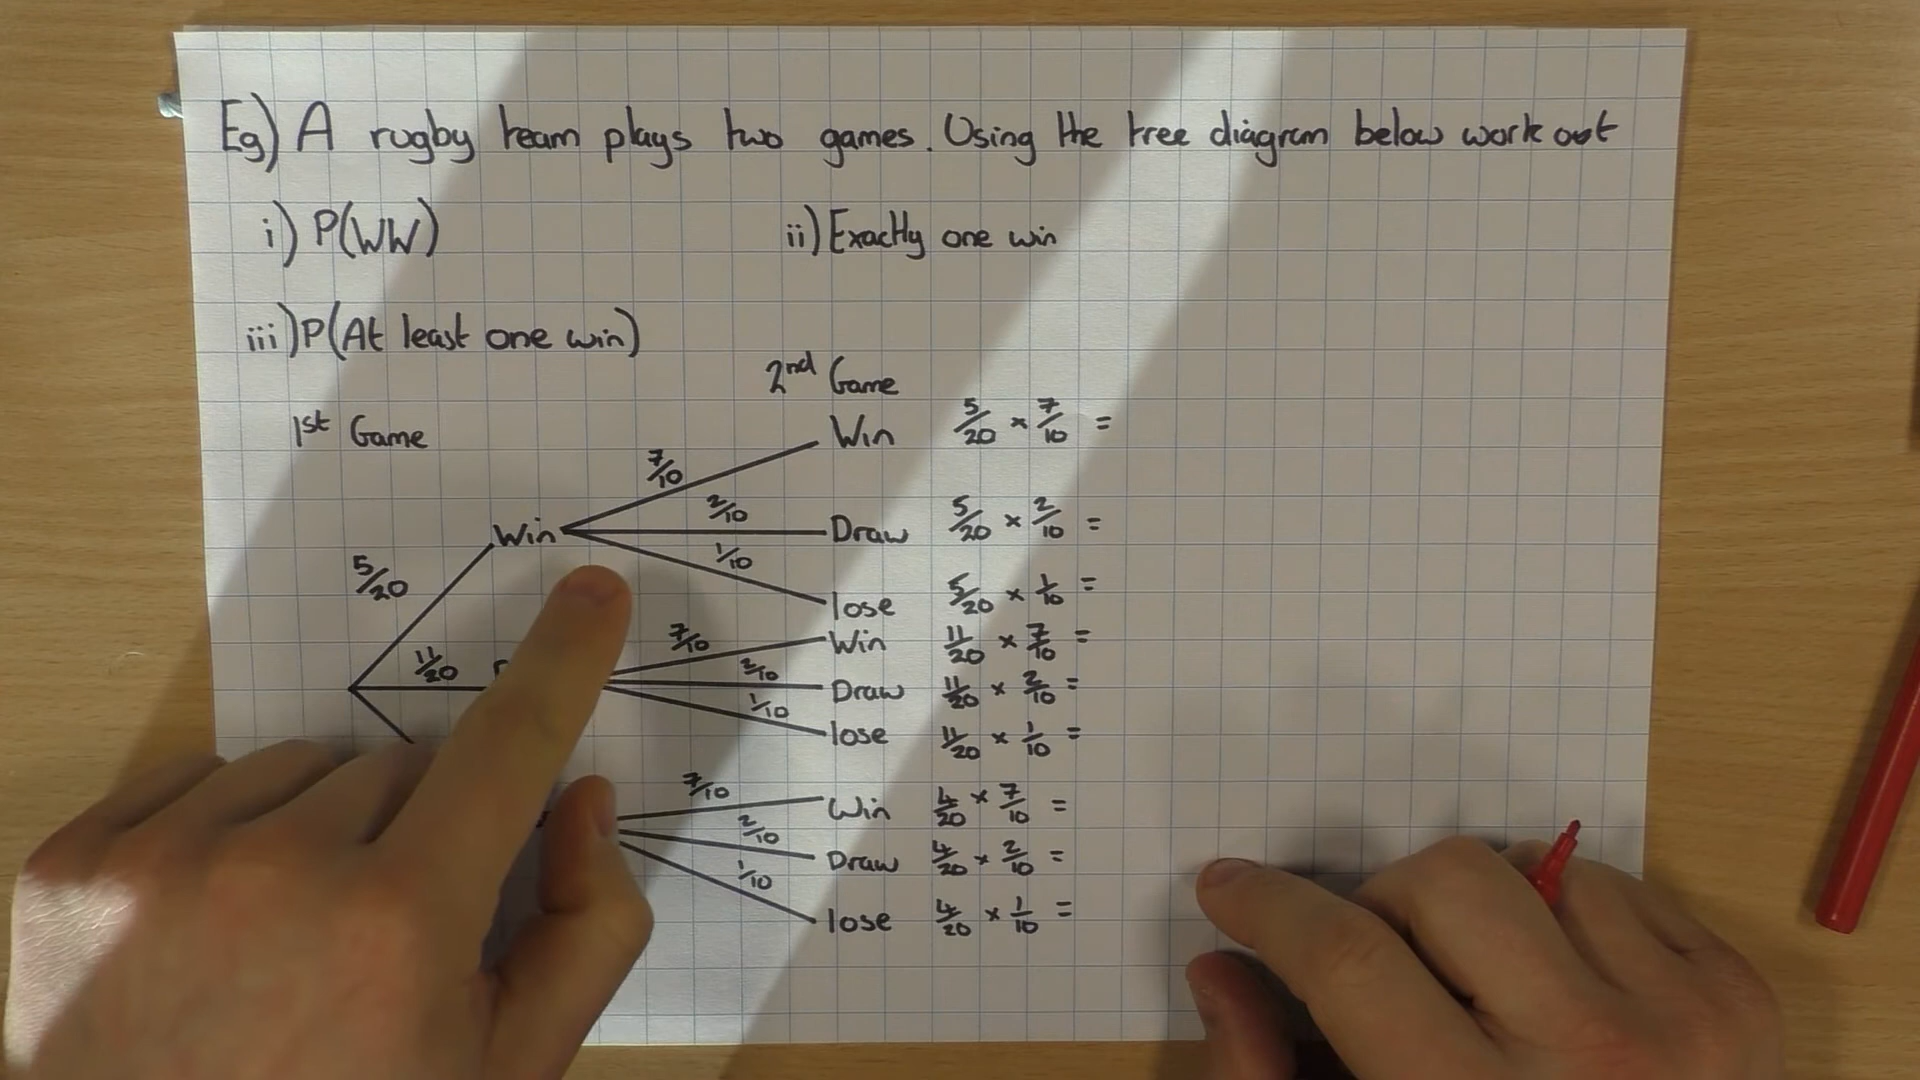 Eg) A rugby team plays two games. Using the tree diagram below work out
i) P(WW) ii) Exactly one win
iii) P(At least one win)
2nd Game
1st Game
Win 5/20 × 7/10 =
7/10
2/10
Win Draw 5/20 × 2/10 =
1/10
5/20
lose 5/20 × 1/10 =
7/10 Win 11/20 × 7/10 =
11/20 2/10
Draw 11/20 × 2/10 =
1/10
lose 11/20 × 1/10 =
7/10
Win 4/20 × 7/10 =
2/10
Draw 4/20 × 2/10 =
1/10
lose 4/20 × 1/10 =